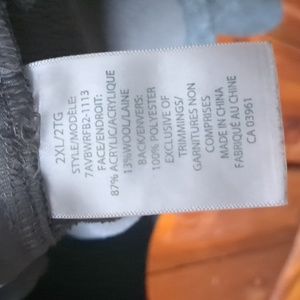 2XL/2TG
STYLE/MODELE:
7AVBWRFB2-1113
FACE/ENDROIT:
87% ACRYLIC/ACRYLIQUE
13%WOOL/LAINE
BACK/ENVERS:
100% POLYESTER
EXCLUSIVE OF
TRIMMINGS/
GARNITURES NON
COMPRISES
MADE IN CHINA
FABRIQUE AU CHINE
CA 03961